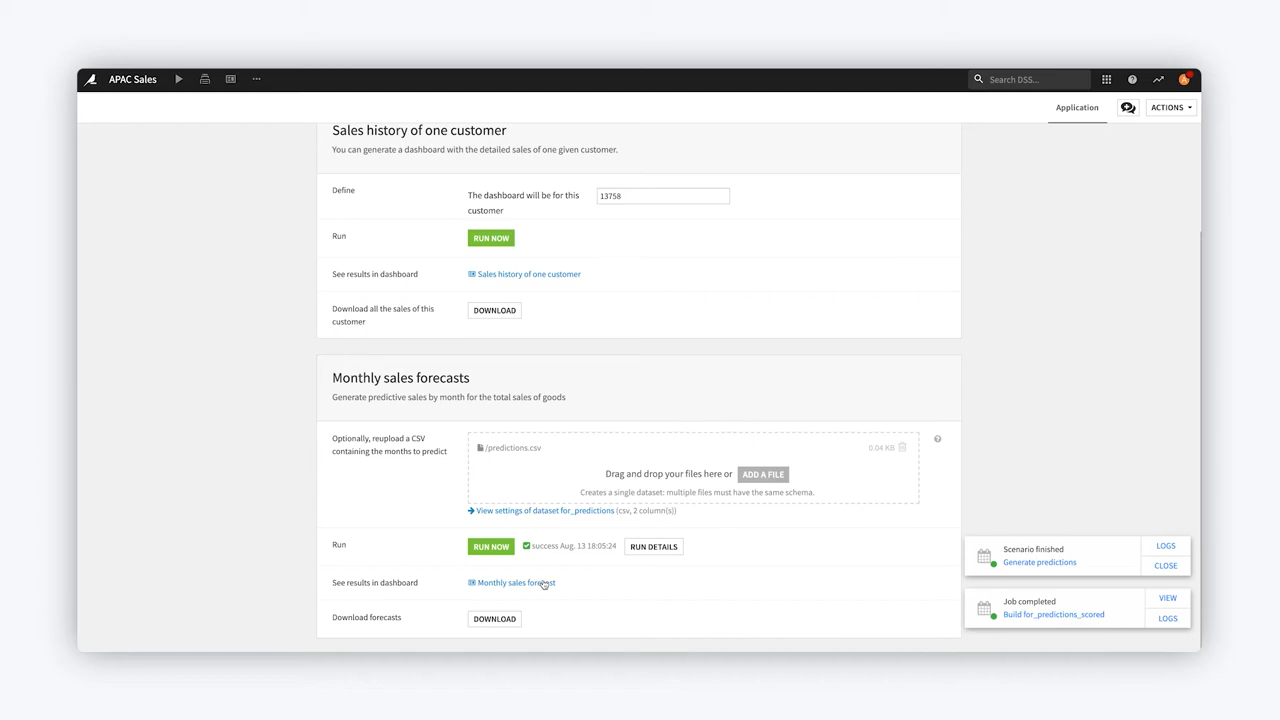 APAC Sales
Search DSS...
Application
ACTIONS
Sales history of one customer
You can generate a dashboard with the detailed sales of one given customer.
Define
The dashboard will be for this
customer
13758
Run
RUN NOW
See results in dashboard
Sales history of one customer
Download all the sales of this
customer
DOWNLOAD
Monthly sales forecasts
Generate predictive sales by month for the total sales of goods
Optionally, reupload a CSV
containing the months to predict
/predictions.csv
0.04 KB
Drag and drop your files here or ADD A FILE
Creates a single dataset: multiple files must have the same schema.
View settings of dataset for_predictions (csv, 2 column(s))
Run
RUN NOW
success Aug. 13 18:05:24
RUN DETAILS
See results in dashboard
Monthly sales forecast
Download forecasts
DOWNLOAD
Scenario finished
Generate predictions
LOGS
CLOSE
Job completed
Build for_predictions_scored
VIEW
LOGS